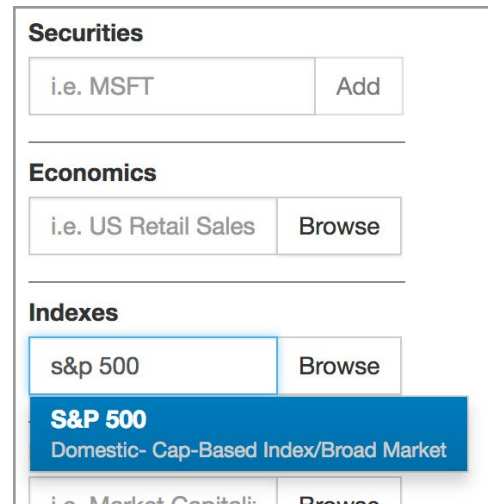 Securities
i.e. MSFT Add
Economics
i.e. US Retail Sales Browse
Indexes
s&p 500 Browse
S&P 500
Domestic- Cap-Based Index/Broad Market
i.e. Market Browse